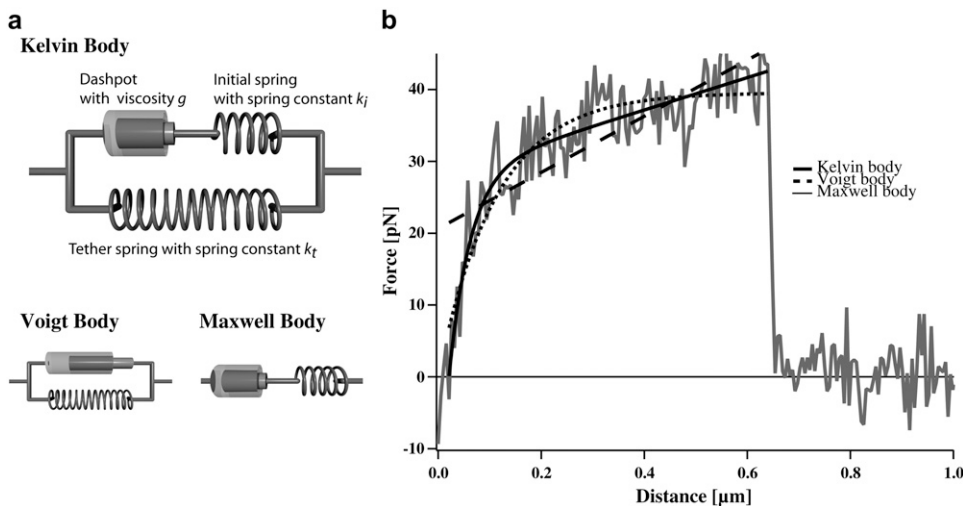 a
Kelvin Body
Dashpot
with viscosity g
Initial spring
with spring constant ki
Tether spring with spring constant kt
Voigt Body
Maxwell Body
b
Force [pN]
40
30
20
10
0
-10
0.0
0.2
0.4
0.6
0.8
1.0
Distance [µm]
Kelvin body
Voigt body
Maxwell body